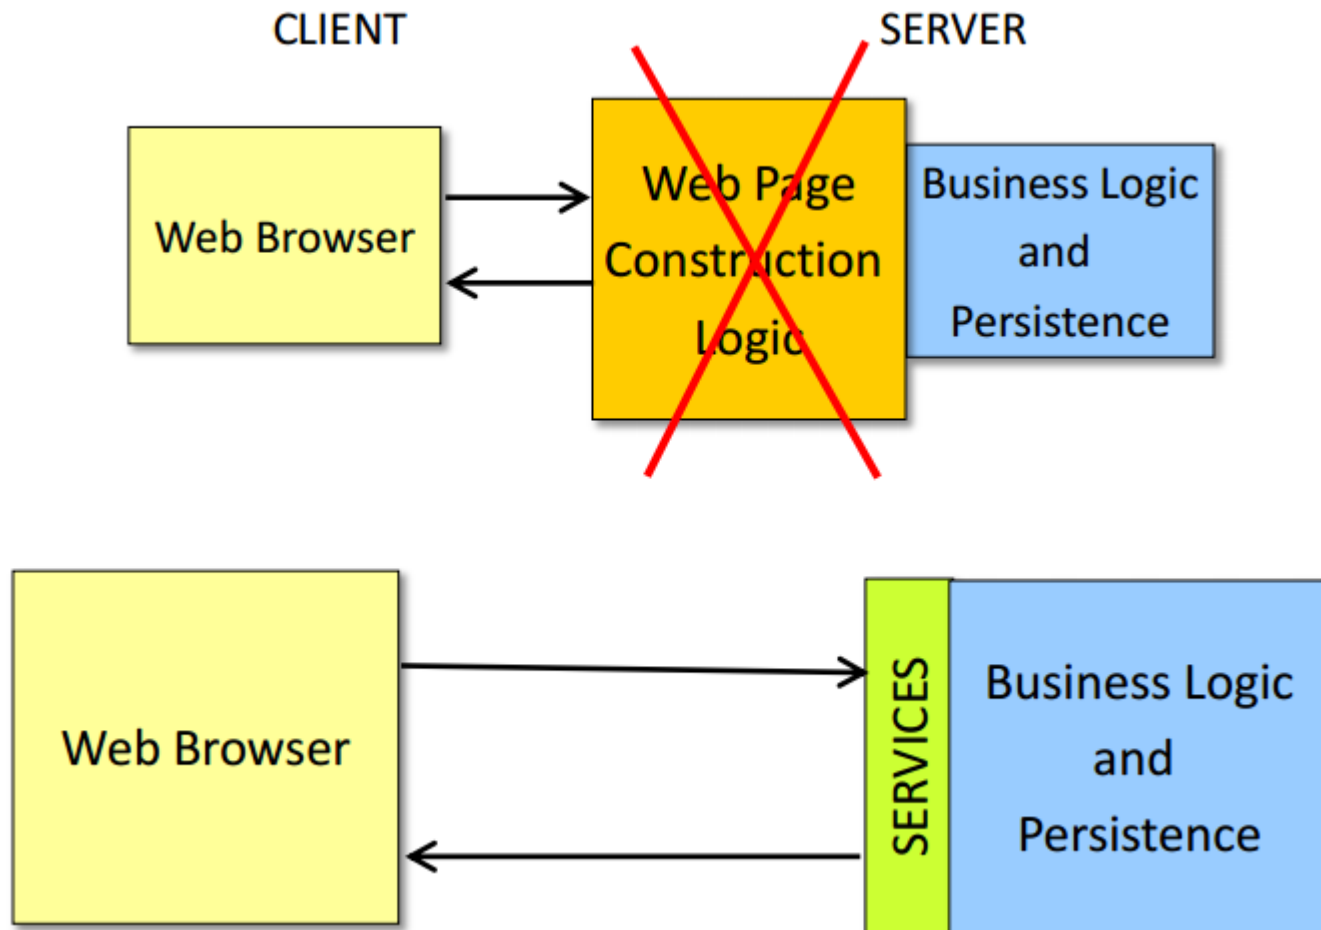 CLIENT
SERVER
Web Browser
Web Page
Construction
Logic
Business Logic
and
Persistence
Web Browser
SERVICES
Business Logic
and
Persistence